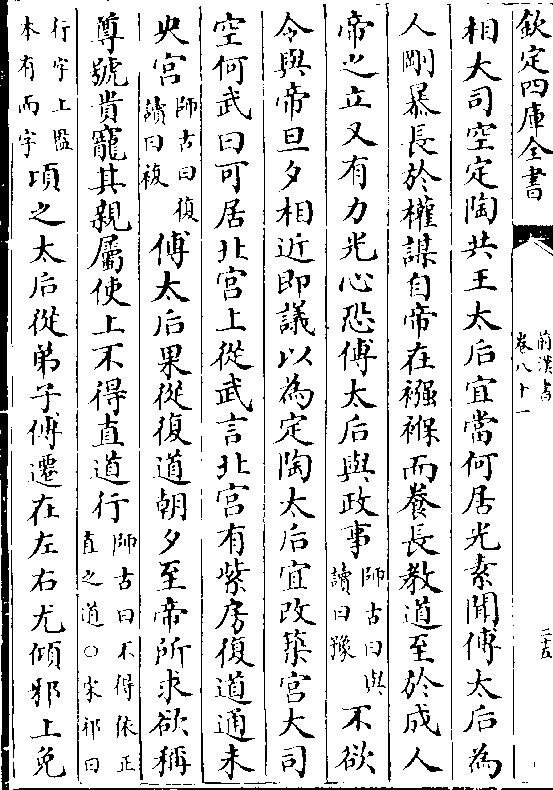 欽定四庫全書
前漢書
卷八十一
二十五
相大司空定陶共王太后宜當何居光素聞傅太后為
人剛暴長於權謀自帝在襁褓而養長教道至於成人
帝之立又有力光心恐傅太后與政事師古曰與讀曰豫不欲
令與帝旦夕相近即議以為定陶太后宜改築宮大司
空何武曰可居北宮上從武言北宮有紫房復道通未
央宮師古曰復讀曰複傅太后果從復道朝夕至帝所求欲稱
尊號貴寵其親屬使上不得直道行師古曰不得依正直之道○宋祁曰
行字上監本有而字頃之太后從弟子傅遷在左右尤傾邪上免